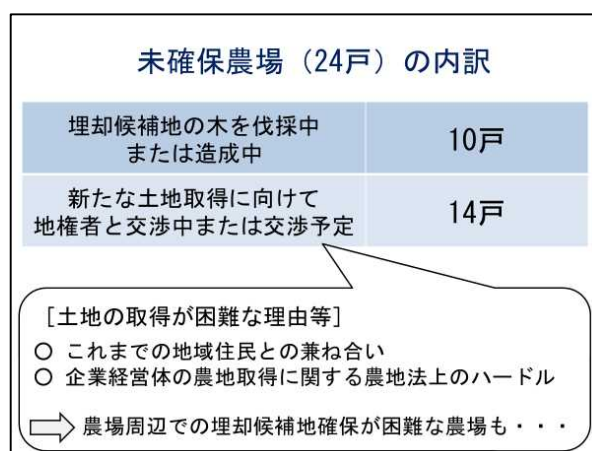 未確保農場（24戸）の内訳
埋却候補地の木を伐採中
または造成中
10戸
新たな土地取得に向けて
地権者と交渉中または交渉予定
14戸
［土地の取得が困難な理由等］
○ これまでの地域住民との兼ね合い
○ 企業経営体の農地取得に関する農地法上のハードル
⇨ 農場周辺での埋却候補地確保が困難な農場も・・・